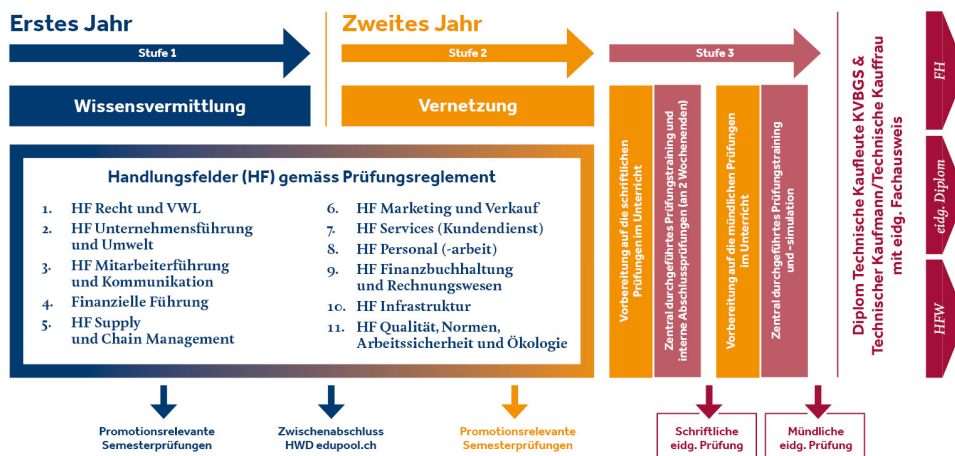 Erstes Jahr
Zweites Jahr
Stufe 1
Stufe 2
Stufe 3
Wissensvermittlung
Vernetzung
Handlungsfelder (HF) gemäss Prüfungsreglement
1. HF Recht und VWL
2. HF Unternehmensführung
und Umwelt
3. HF Mitarbeiterführung
und Kommunikation
4. Finanzielle Führung
5. HF Supply
und Chain Management
6. HF Marketing und Verkauf
7. HF Services (Kundendienst)
8. HF Personal (-arbeit)
9. HF Finanzbuchhaltung
und Rechnungswesen
10. HF Infrastruktur
11. HF Qualität, Normen,
Arbeitssicherheit und Ökologie
Vorbereitung auf die schriftlichen
Prüfungen im Unterricht
Zentral durchgeführtes Prüfungstraining und
interne Abschlussprüfungen (an 2 Wochenenden)
Vorbereitung auf die mündlichen Prüfungen
im Unterricht
Zentral durchgeführtes Prüfungstraining
und -simulation
Diplom Technische Kaufleute KVBGS &
Technischer Kaufmann/Technische Kauffrau
mit eidg. Fachausweis
FH
eidg. Diplom
HFW
Promotionsrelevante
Semesterprüfungen
Zwischenabschluss
HWD edupool.ch
Promotionsrelevante
Semesterprüfungen
Schriftliche
eidg. Prüfung
Mündliche
eidg. Prüfung